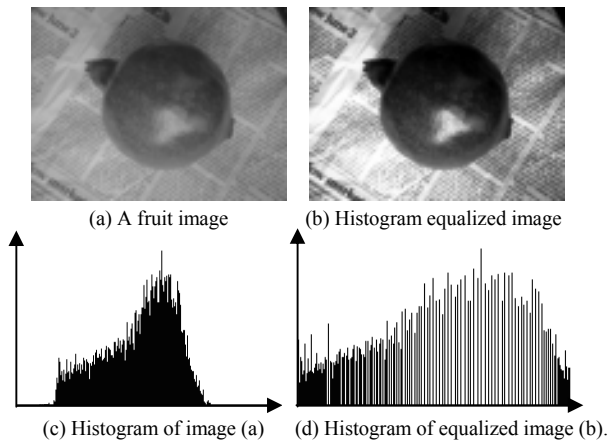 (a) A fruit image
(b) Histogram equalized image
(c) Histogram of image (a)
(d) Histogram of equalized image (b).